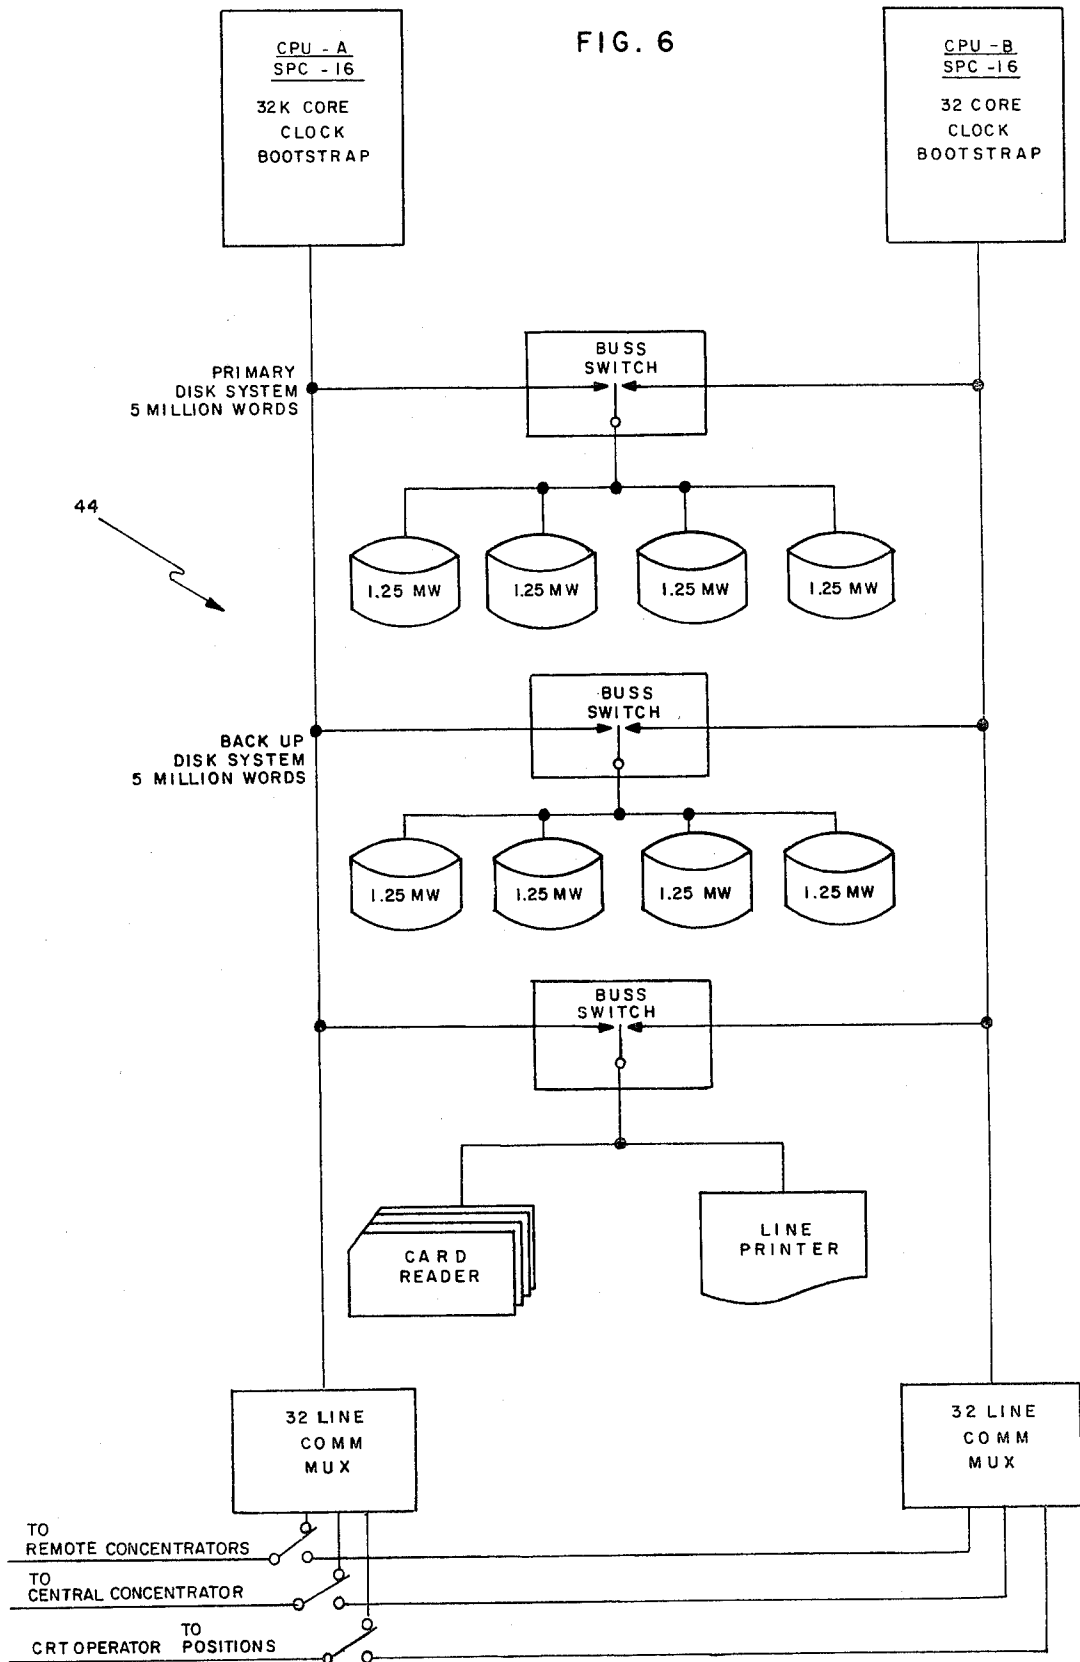 FIG. 6
CPU - A
SPC - 16
32K CORE
CLOCK
BOOTSTRAP
CPU - B
SPC - 16
32 CORE
CLOCK
BOOTSTRAP
BUSS
SWITCH
PRIMARY
DISK SYSTEM
5 MILLION WORDS
44
1.25 MW
1.25 MW
1.25 MW
1.25 MW
BUSS
SWITCH
BACK UP
DISK SYSTEM
5 MILLION WORDS
1.25 MW
1.25 MW
1.25 MW
1.25 MW
BUSS
SWITCH
CARD
READER
LINE
PRINTER
32 LINE
COMM
MUX
32 LINE
COMM
MUX
TO
REMOTE CONCENTRATORS
TO
CENTRAL CONCENTRATOR
TO
CRT OPERATOR POSITIONS